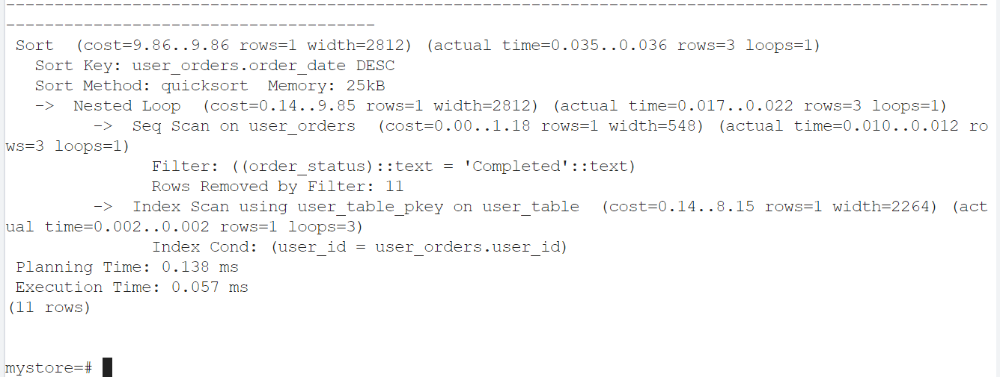 -----------------------------------------------------------------------------------------------------
--------------------------------------
 Sort  (cost=9.86..9.86 rows=1 width=2812) (actual time=0.035..0.036 rows=3 loops=1)
   Sort Key: user_orders.order_date DESC
   Sort Method: quicksort  Memory: 25kB
   ->  Nested Loop  (cost=0.14..9.85 rows=1 width=2812) (actual time=0.017..0.022 rows=3 loops=1)
         ->  Seq Scan on user_orders  (cost=0.00..1.18 rows=1 width=548) (actual time=0.010..0.012 ro
ws=3 loops=1)
               Filter: ((order_status)::text = 'Completed'::text)
               Rows Removed by Filter: 11
         ->  Index Scan using user_table_pkey on user_table  (cost=0.14..8.15 rows=1 width=2264) (act
ual time=0.002..0.002 rows=1 loops=3)
               Index Cond: (user_id = user_orders.user_id)
 Planning Time: 0.138 ms
 Execution Time: 0.057 ms
(11 rows)
mystore=#